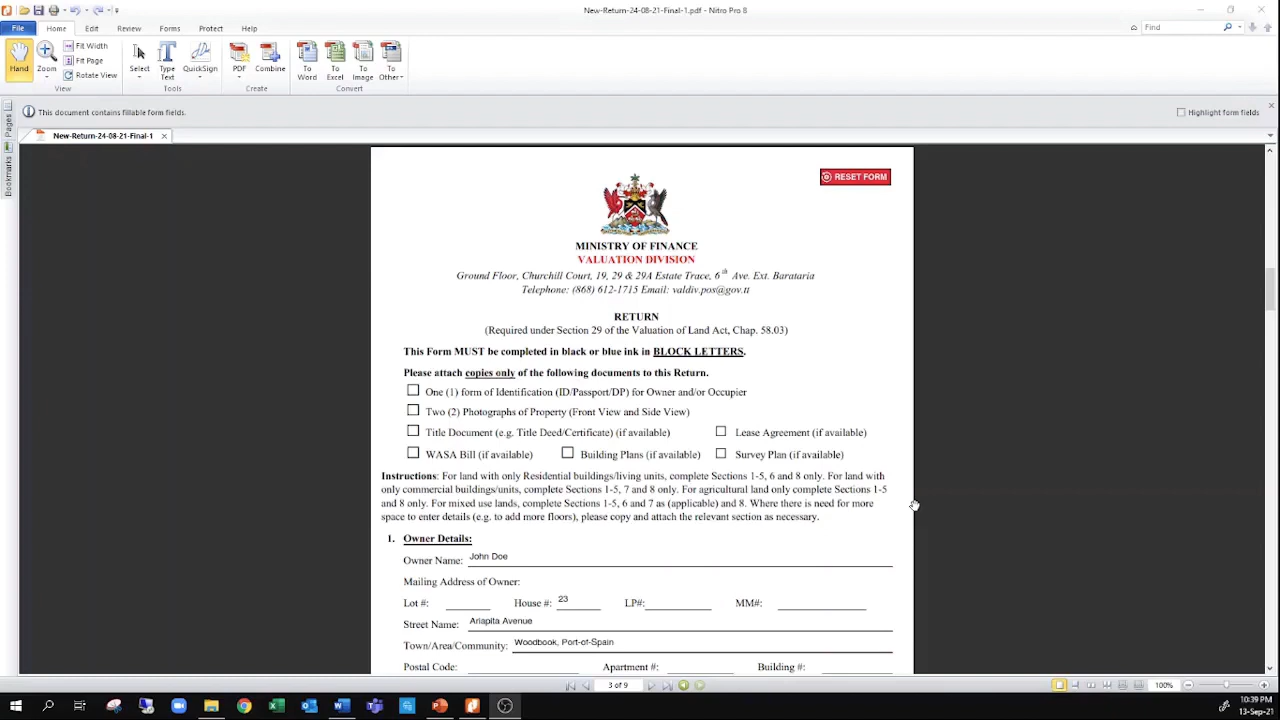 New-Return-24-08-21-Final-1.pdf - Nitro Pro 8
File Home Edit Review Forms Protect Help
Find
Hand
Zoom
Fit Width
Fit Page
Rotate View
View
Select
Type Text
QuickSign
Tools
PDF
Combine
Create
To Word
To Excel
To Image
To Other
Convert
This document contains fillable form fields.
Highlight form fields
Pages
Bookmarks
New-Return-24-08-21-Final-1
RESET FORM
MINISTRY OF FINANCE
VALUATION DIVISION
Ground Floor, Churchill Court, 19, 29 & 29A Estate Trace, 6th Ave. Ext. Barataria
Telephone: (868) 612-1715 Email: valdiv.pos@gov.tt
RETURN
(Required under Section 29 of the Valuation of Land Act, Chap. 58.03)
This Form MUST be completed in black or blue ink in BLOCK LETTERS.
Please attach copies only of the following documents to this Return.
One (1) form of Identification (ID/Passport/DP) for Owner and/or Occupier
Two (2) Photographs of Property (Front View and Side View)
Title Document (e.g. Title Deed/Certificate) (if available) Lease Agreement (if available)
WASA Bill (if available) Building Plans (if available) Survey Plan (if available)
Instructions: For land with only Residential buildings/living units, complete Sections 1-5, 6 and 8 only. For land with
only commercial buildings/units, complete Sections 1-5, 7 and 8 only. For agricultural land only complete Sections 1-5
and 8 only. For mixed use lands, complete Sections 1-5, 6 and 7 as (applicable) and 8. Where there is need for more
space to enter details (e.g. to add more floors), please copy and attach the relevant section as necessary.
1. Owner Details:
Owner Name: John Doe
Mailing Address of Owner:
Lot #: House #: 23 LP#: MM#:
Street Name: Ariapita Avenue
Town/Area/Community: Woodbook, Port-of-Spain
Postal Code: Apartment #: Building #:
3 of 9
100%
10:39 PM
13-Sep-21